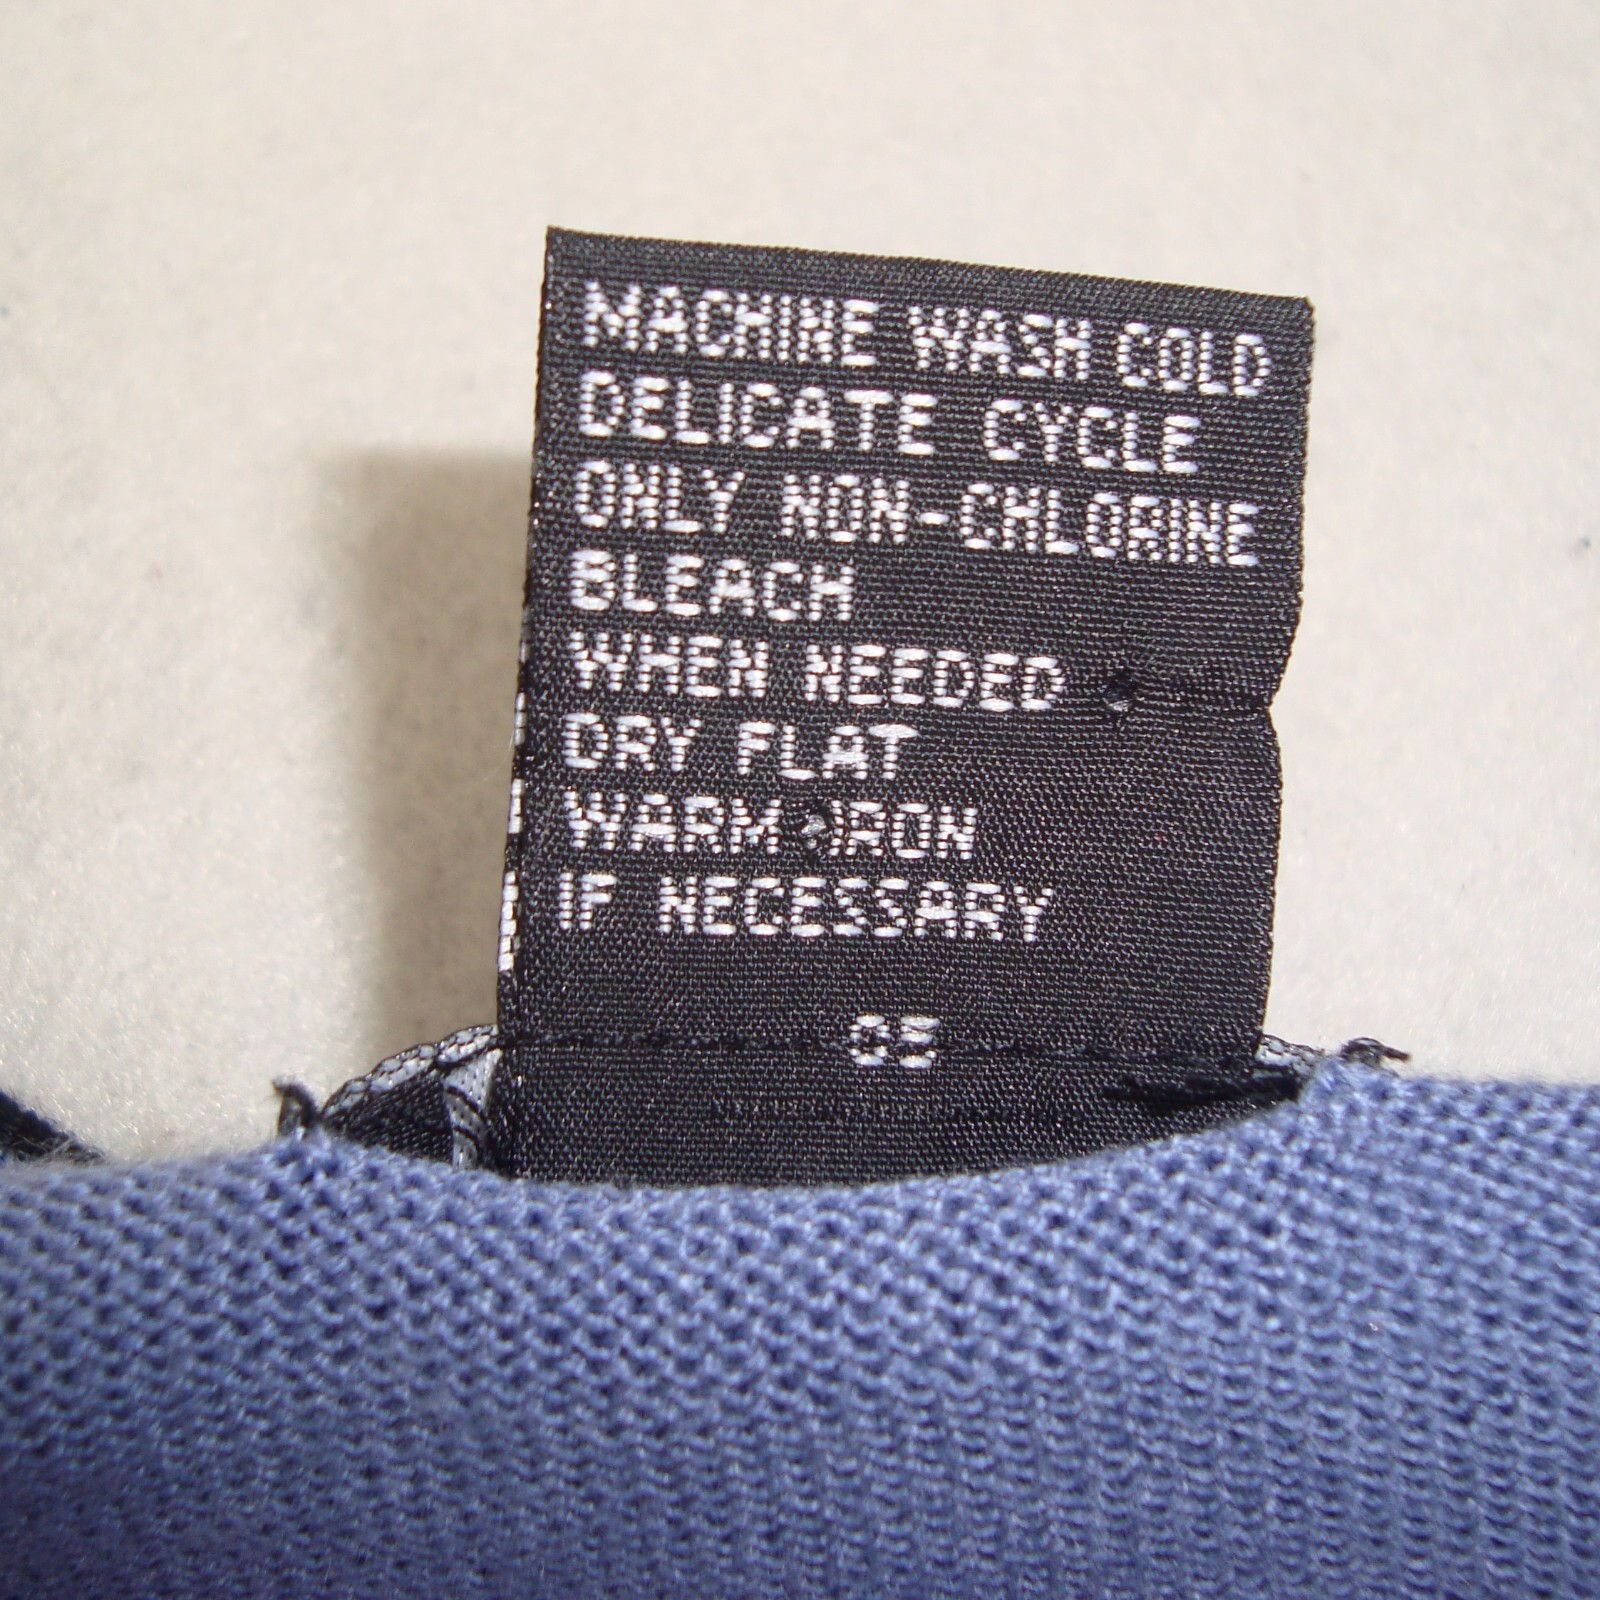 MACHINE WASH COLD
DELICATE CYCLE
ONLY NON-CHLORINE
BLEACH
WHEN NEEDED
DRY FLAT
WARM IRON
IF NECESSARY
05